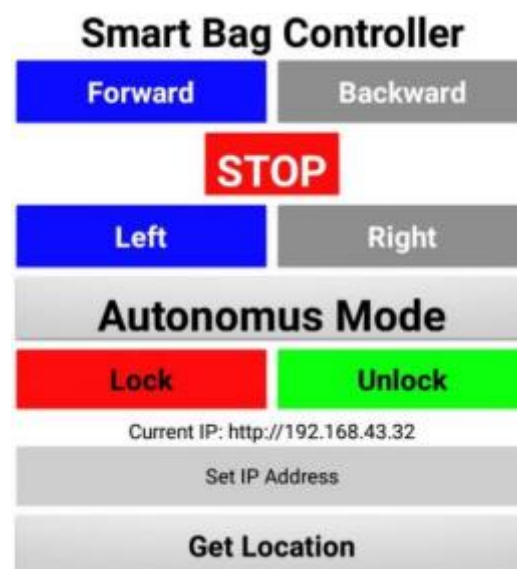 Smart Bag Controller
Forward Backward
STOP
Left Right
Autonomus Mode
Lock Unlock
Current IP: http://192.168.43.32
Set IP Address
Get Location